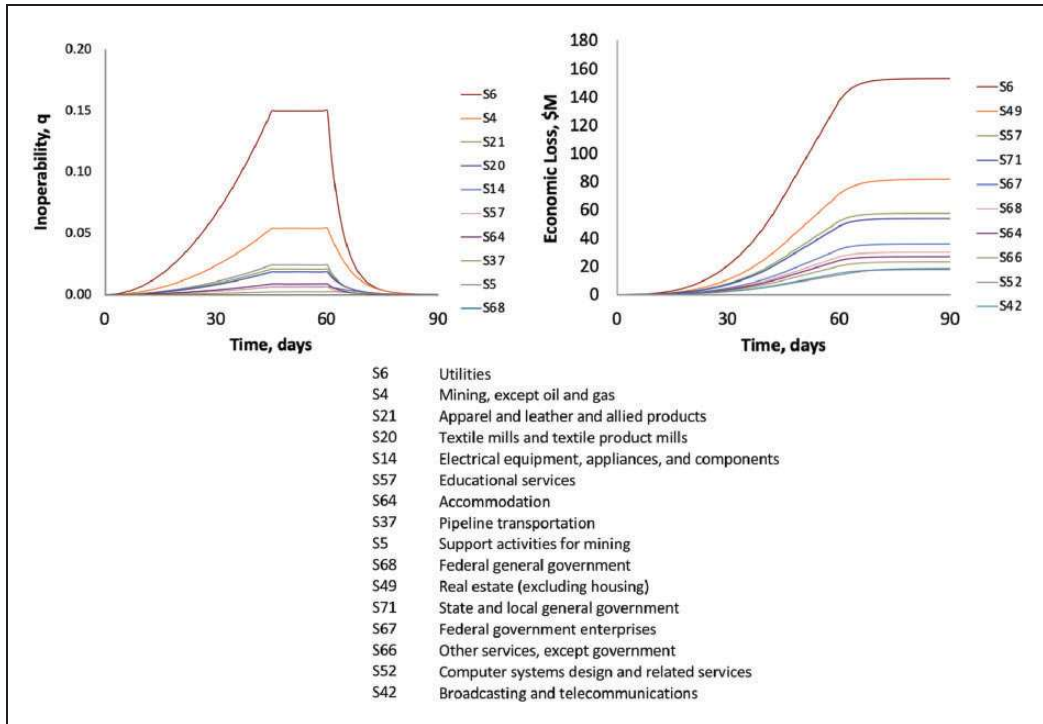 0.20
0.15
0.10
0.05
0.00
Inoperability, q
0
30
60
90
Time, days
S6
S4
S21
S20
S14
S57
S64
S37
S5
S68
180
160
140
120
100
80
60
40
20
0
Economic Loss, $M
0
30
60
90
Time, days
S6
S49
S57
S71
S67
S68
S64
S66
S52
S42
S6 Utilities
S4 Mining, except oil and gas
S21 Apparel and leather and allied products
S20 Textile mills and textile product mills
S14 Electrical equipment, appliances, and components
S57 Educational services
S64 Accommodation
S37 Pipeline transportation
S5 Support activities for mining
S68 Federal general government
S49 Real estate (excluding housing)
S71 State and local general government
S67 Federal government enterprises
S66 Other services, except government
S52 Computer systems design and related services
S42 Broadcasting and telecommunications